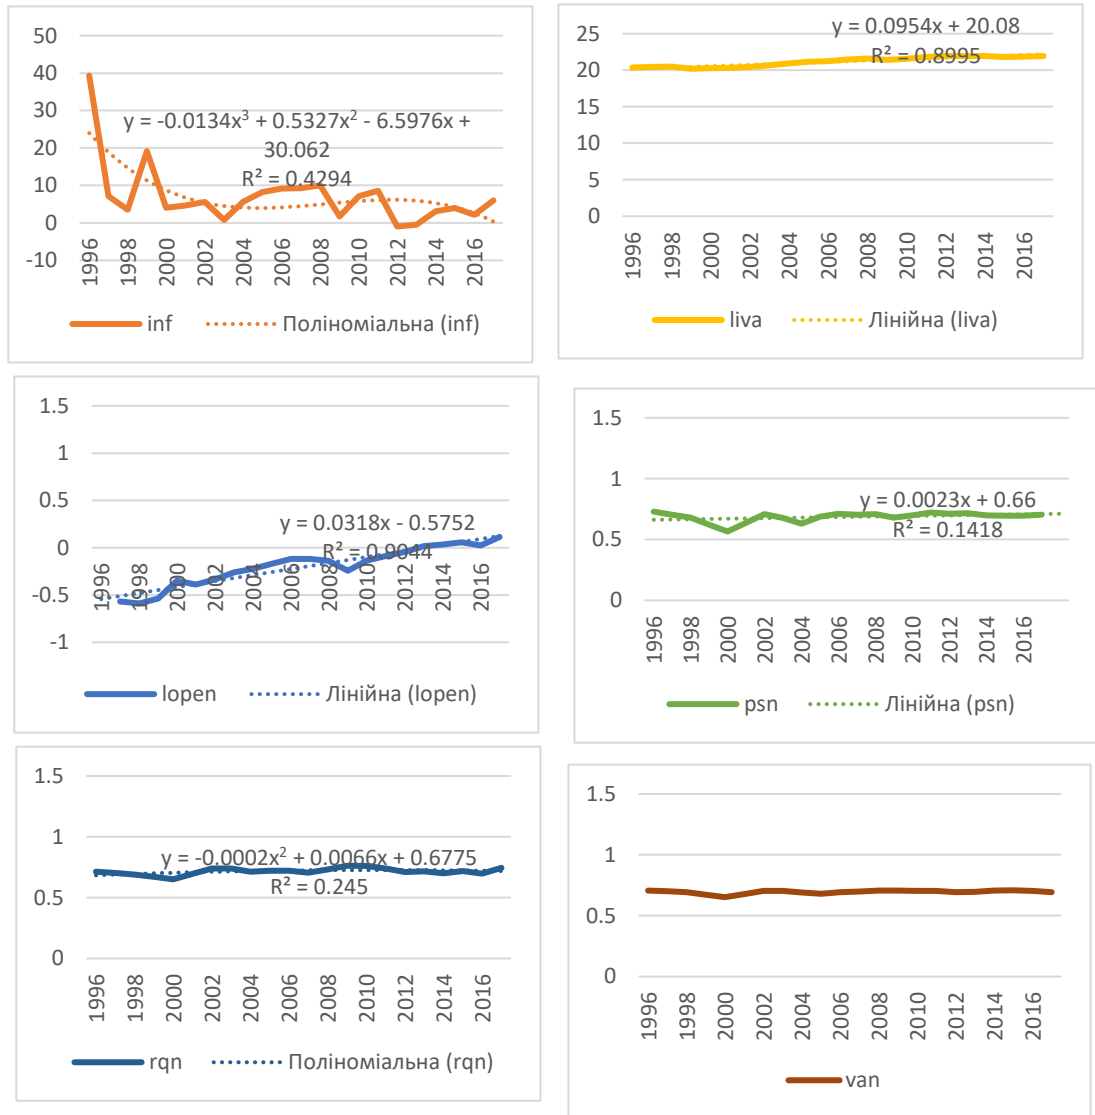 50
40
30
20
10
0
-10
y = -0.0134x³ + 0.5327x² - 6.5976x +
30.062
R² = 0.4294
1996 1998 2000 2002 2004 2006 2008 2010 2012 2014 2016
inf Поліноміальна (inf)
25
20
15
10
5
0
y = 0.0954x + 20.08
R² = 0.8995
1996 1998 2000 2002 2004 2006 2008 2010 2012 2014 2016
liva Лінійна (liva)
1.5
1
0.5
0
-0.5
-1
y = 0.0318x - 0.5752
R² = 0.9044
1996 1998 2000 2002 2004 2006 2008 2010 2012 2014 2016
lopen Лінійна (lopen)
1.5
1
0.5
0
y = 0.0023x + 0.66
R² = 0.1418
1996 1998 2000 2002 2004 2006 2008 2010 2012 2014 2016
psn Лінійна (psn)
1.5
1
0.5
0
y = -0.0002x² + 0.0066x + 0.6775
R² = 0.245
1996 1998 2000 2002 2004 2006 2008 2010 2012 2014 2016
rqn Поліноміальна (rqn)
1.5
1
0.5
0
1996 1998 2000 2002 2004 2006 2008 2010 2012 2014 2016
van